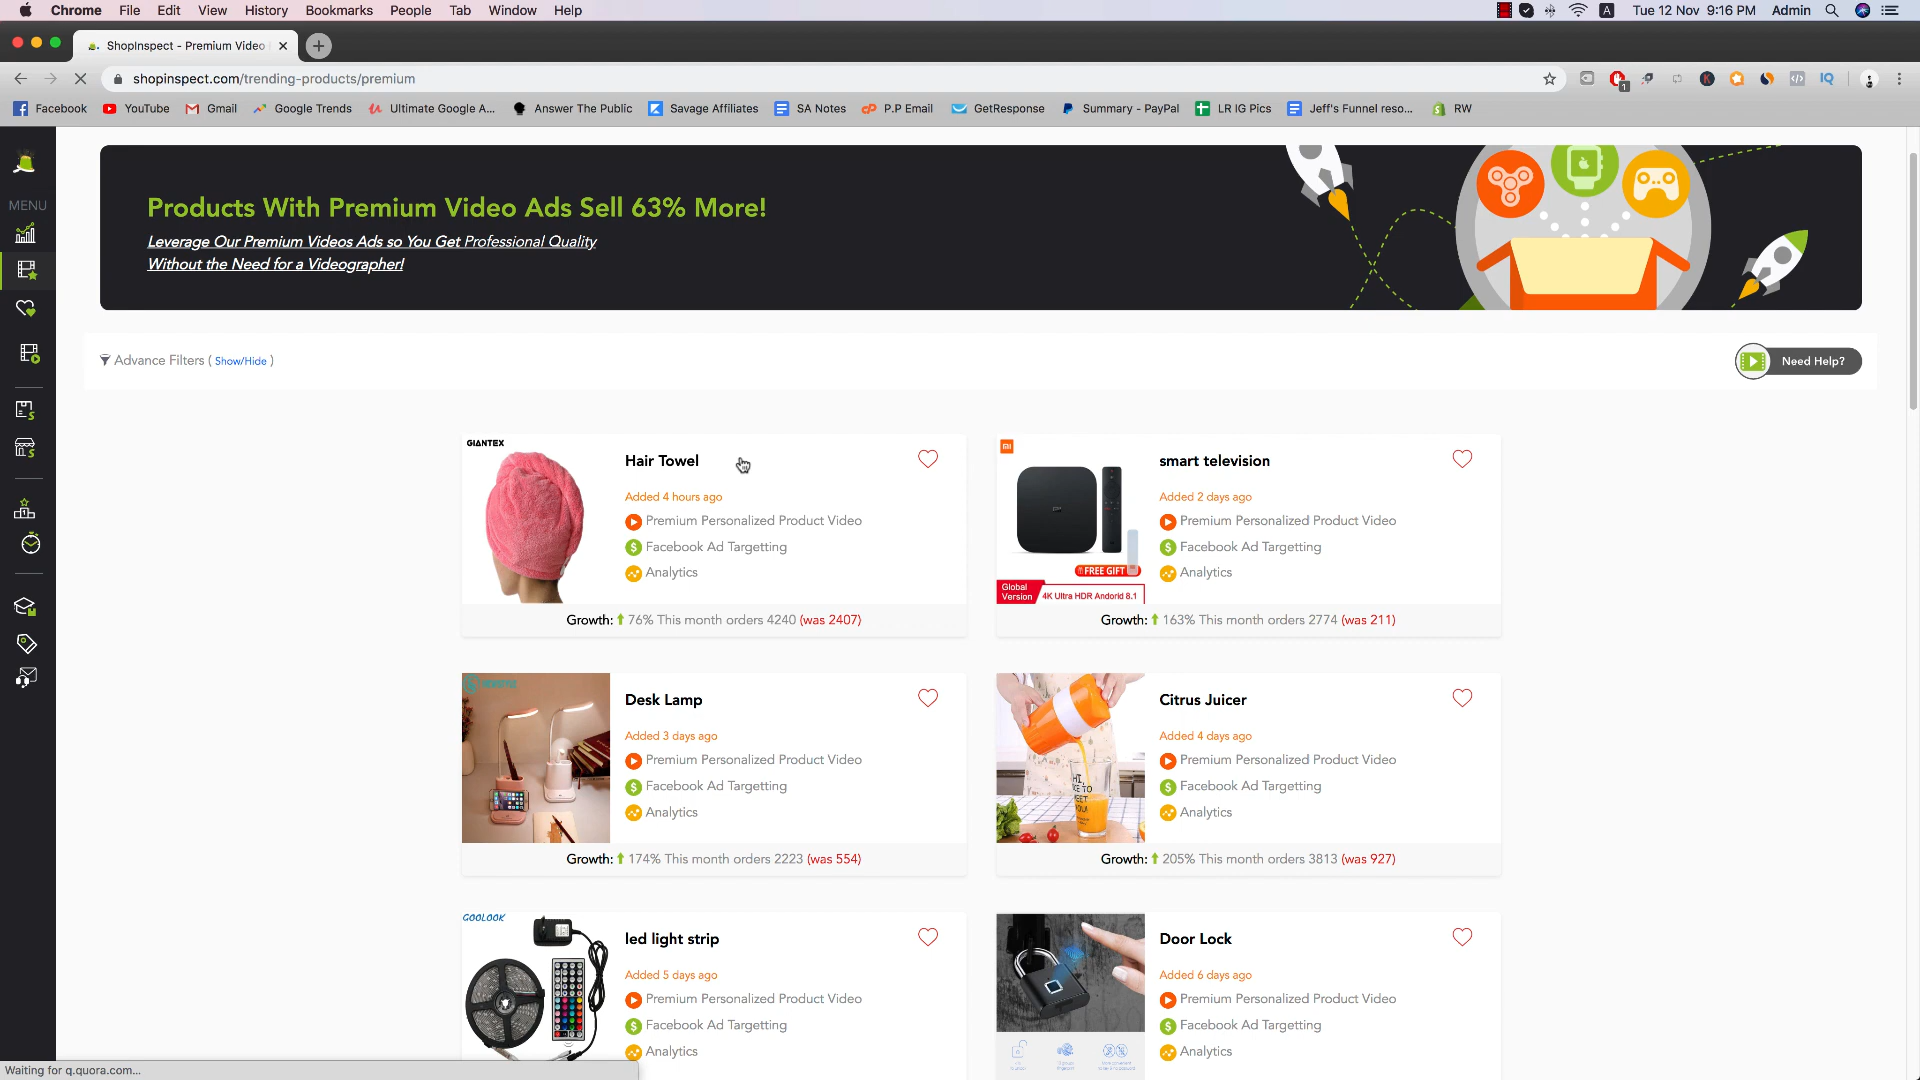 Chrome File Edit View History Bookmarks People Tab Window Help A Tue 12 Nov 9:16 PM Admin
ShopInspect - Premium Video
shopinspect.com/trending-products/premium
1 K IQ
Facebook YouTube Gmail Google Trends Ultimate Google A... Answer The Public Savage Affiliates SA Notes P.P Email GetResponse Summary - PayPal LR IG Pics Jeff's Funnel reso... RW
MENU
Products With Premium Video Ads Sell 63% More!
Leverage Our Premium Videos Ads so You Get Professional Quality
Without the Need for a Videographer!
Advance Filters ( Show/Hide )
Need Help?
GIANTEX
Hair Towel
Added 4 hours ago
Premium Personalized Product Video
Facebook Ad Targetting
Analytics
Growth: 76% This month orders 4240 (was 2407)
smart television
Added 2 days ago
Premium Personalized Product Video
Facebook Ad Targetting
Analytics
FREE GIFT
Global
Version
4K Ultra HDR Andorid 8.1
Growth: 163% This month orders 2774 (was 211)
Desk Lamp
Added 3 days ago
Premium Personalized Product Video
Facebook Ad Targetting
Analytics
Growth: 174% This month orders 2223 (was 554)
Citrus Juicer
Added 4 days ago
Premium Personalized Product Video
Facebook Ad Targetting
Analytics
Growth: 205% This month orders 3813 (was 927)
GOOLOOK
led light strip
Added 5 days ago
Premium Personalized Product Video
Facebook Ad Targetting
Analytics
Door Lock
Added 6 days ago
Premium Personalized Product Video
Facebook Ad Targetting
Analytics
Waiting for q.quora.com...